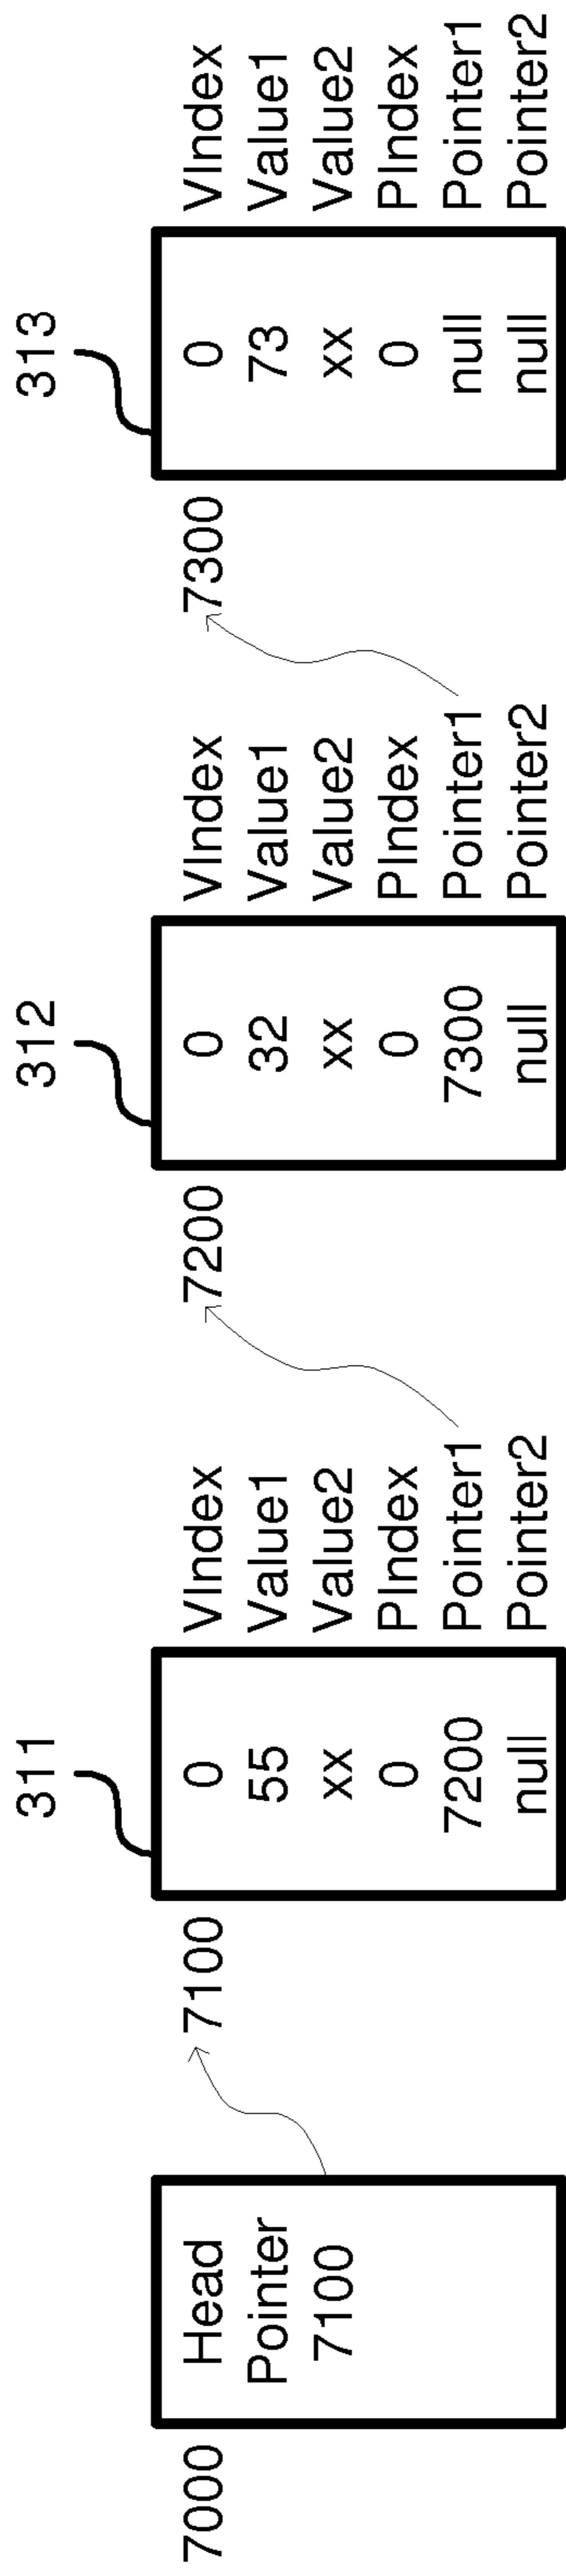 311
312
313
7000
Head
Pointer
7100
7100
0
55
xx
0
7200
null
VIndex
Value1
Value2
PIndex
Pointer1
Pointer2
7200
0
32
xx
0
7300
null
VIndex
Value1
Value2
PIndex
Pointer1
Pointer2
7300
0
73
xx
0
null
null
VIndex
Value1
Value2
PIndex
Pointer1
Pointer2